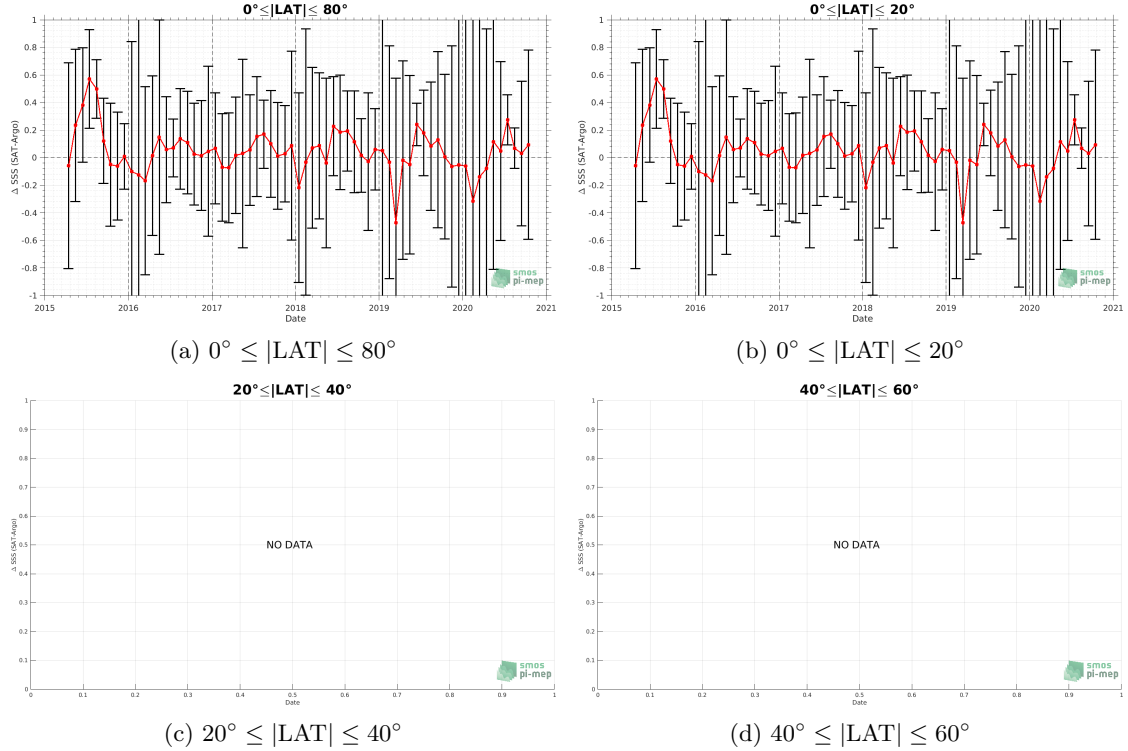 0°≤|LAT|≤ 80°
Δ SSS (SAT-Argo)
1
0.8
0.6
0.4
0.2
0
-0.2
-0.4
-0.6
-0.8
-1
2015 2016 2017 2018 2019 2020 2021
Date
smos
pi-mep
(a) 0° ≤ |LAT| ≤ 80°
0°≤|LAT|≤ 20°
Δ SSS (SAT-Argo)
1
0.8
0.6
0.4
0.2
0
-0.2
-0.4
-0.6
-0.8
-1
2015 2016 2017 2018 2019 2020 2021
Date
smos
pi-mep
(b) 0° ≤ |LAT| ≤ 20°
20°≤|LAT|≤ 40°
Δ SSS (SAT-Argo)
1
0.9
0.8
0.7
0.6
0.5
0.4
0.3
0.2
0.1
0
NO DATA
0 0.1 0.2 0.3 0.4 0.5 0.6 0.7 0.8 0.9 1
Date
smos
pi-mep
(c) 20° ≤ |LAT| ≤ 40°
40°≤|LAT|≤ 60°
Δ SSS (SAT-Argo)
1
0.9
0.8
0.7
0.6
0.5
0.4
0.3
0.2
0.1
0
NO DATA
0 0.1 0.2 0.3 0.4 0.5 0.6 0.7 0.8 0.9 1
Date
smos
pi-mep
(d) 40° ≤ |LAT| ≤ 60°